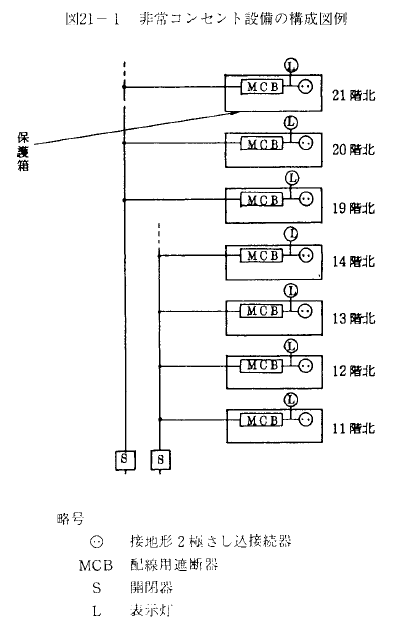 図21-1 非常コンセント設備の構成図例
L
MCB
21階北
保護箱
L
MCB
20階北
L
MCB
19階北
L
MCB
14階北
L
MCB
13階北
L
MCB
12階北
L
MCB
11階北
S
S
略号
接地形2極さし込接続器
MCB 配線用遮断器
S 開閉器
L 表示灯